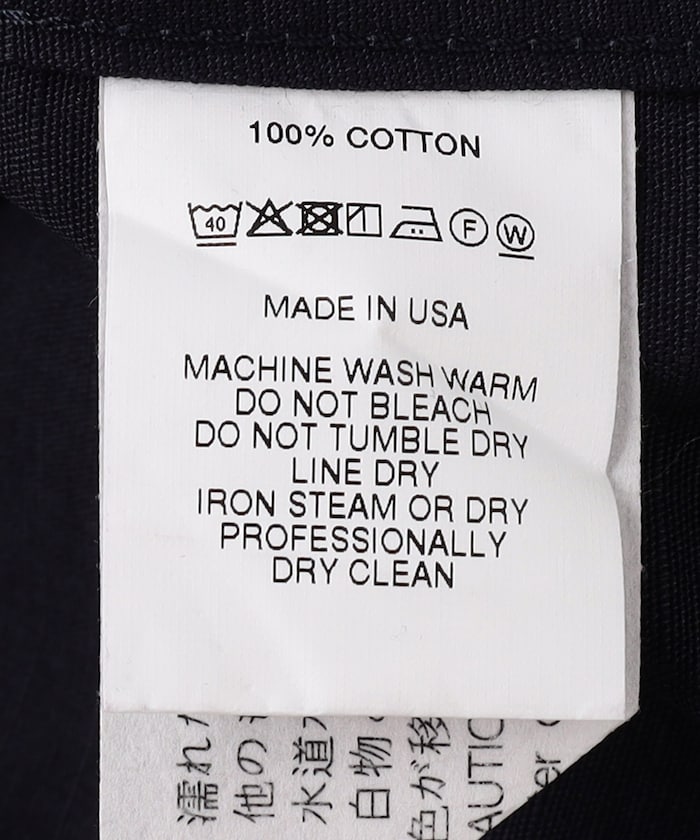 100% COTTON
40 F W
MADE IN USA
MACHINE WASH WARM
DO NOT BLEACH
DO NOT TUMBLE DRY
LINE DRY
IRON STEAM OR DRY
PROFESSIONALLY
DRY CLEAN
濡れた
他の
水道
白物
色が移